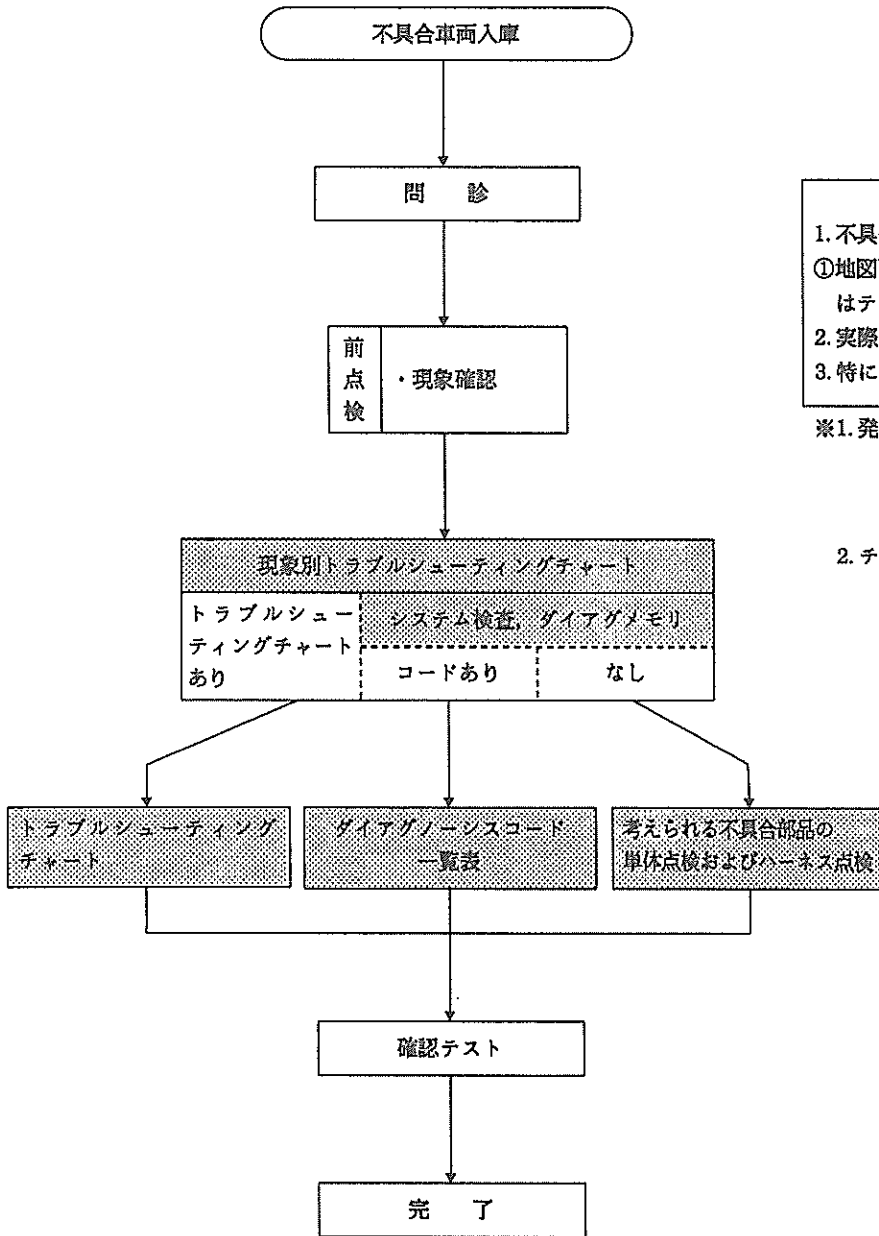 不具合車両入庫
問　診
前点検
・現象確認
現象別トラブルシューティングチャート
トラブルシュー
ティングチャート
あり
システム検査，ダイアグメモリ
コードあり
なし
トラブルシューティング
チャート
ダイアグノーシスコード
一覧表
考えられる不具合部品の
単体点検およびハーネス点検
確認テスト
完　了
1. 不具
①地図
はテ
2. 実際
3. 特に
※1. 発
2. チ